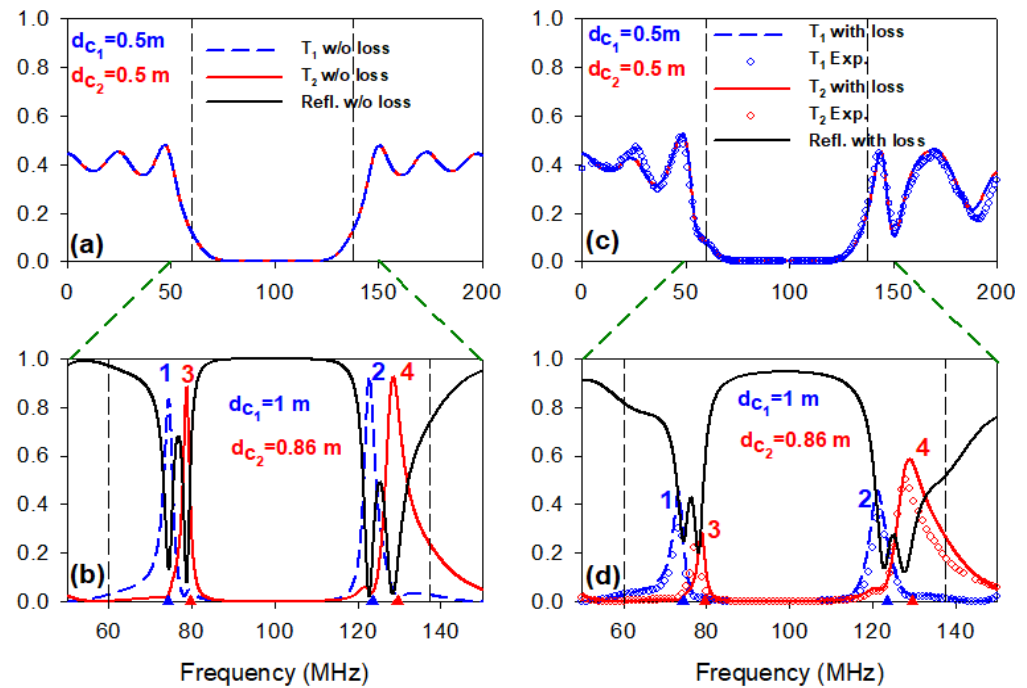 1.0
0.8
0.6
0.4
0.2
0.0
dc1=0.5m
dc2=0.5 m
T1 w/o loss
T2 w/o loss
Refl. w/o loss
(a)
0 50 100 150 200
1.0
0.8
0.6
0.4
0.2
0.0
dc1=0.5m
dc2=0.5 m
T1 with loss
T1 Exp.
T2 with loss
T2 Exp.
Refl. with loss
(c)
0 50 100 150 200
1.0
0.8
0.6
0.4
0.2
0.0
1 3 2 4
dc1=1 m
dc2=0.86 m
(b)
60 80 100 120 140
Frequency (MHz)
1.0
0.8
0.6
0.4
0.2
0.0
1 3 2 4
dc1=1 m
dc2=0.86 m
(d)
60 80 100 120 140
Frequency (MHz)